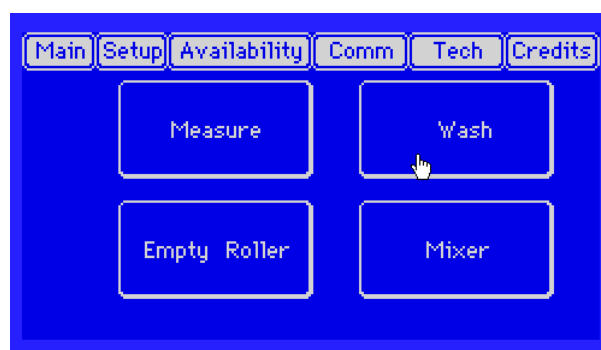 Main Setup Availability Comm Tech Credits
Measure Wash
Empty Roller Mixer